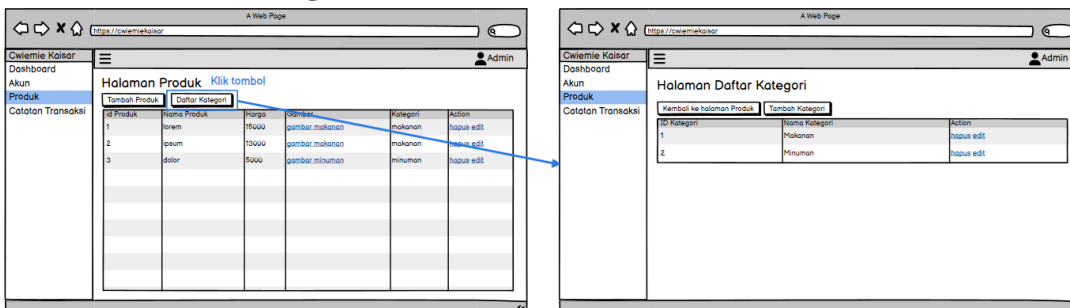 A Web Page
https://cwiemiekaisar
Cwiemie Kaisar
Admin
Dashboard
Akun
Produk
Catatan Transaksi
Halaman Produk
Klik tombol
Tambah Produk
Daftar Kategori
id Produk Nama Produk Harga Gambar Kategori Action
1 lorem 15000 gambar makanan makanan hapus edit
2 ipsum 13000 gambar makanan makanan hapus edit
3 dolor 5000 gambar minuman minuman hapus edit
A Web Page
https://cwiemiekaisar
Cwiemie Kaisar
Admin
Dashboard
Akun
Produk
Catatan Transaksi
Halaman Daftar Kategori
Kembali ke halaman Produk
Tambah Kategori
ID Kategori Nama Kategori Action
1 Makanan hapus edit
2 Minuman hapus edit